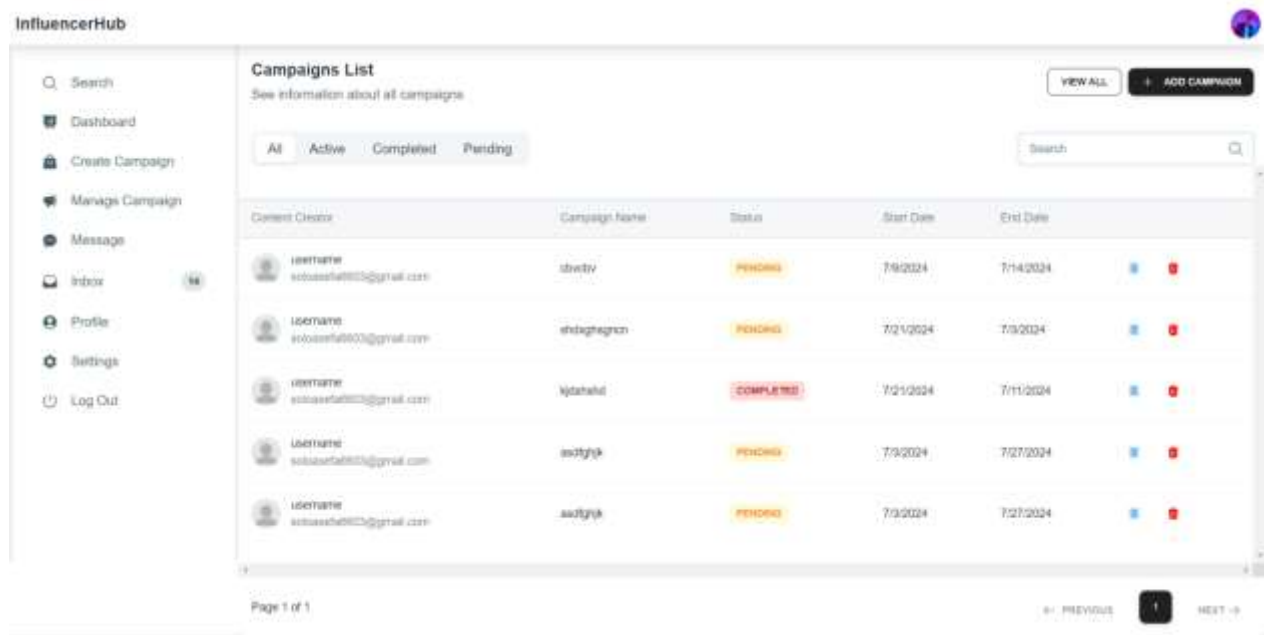 InfluencerHub
Search
Dashboard
Create Campaign
Manage Campaign
Message
Inbox
Profile
Settings
Log Out
Campaigns List
See information about all campaigns
VIEW ALL
+ ADD CAMPAIGN
All Active Completed Pending
Search
Content Creator Campaign Name Status Start Date End Date
username
PENDING 7/9/2024 7/14/2024
username
PENDING 7/21/2024 7/3/2024
username
COMPLETED 7/21/2024 7/11/2024
username
asdfghjk PENDING 7/3/2024 7/27/2024
username
asdfghjk PENDING 7/3/2024 7/27/2024
Page 1 of 1
← PREVIOUS 1 NEXT →